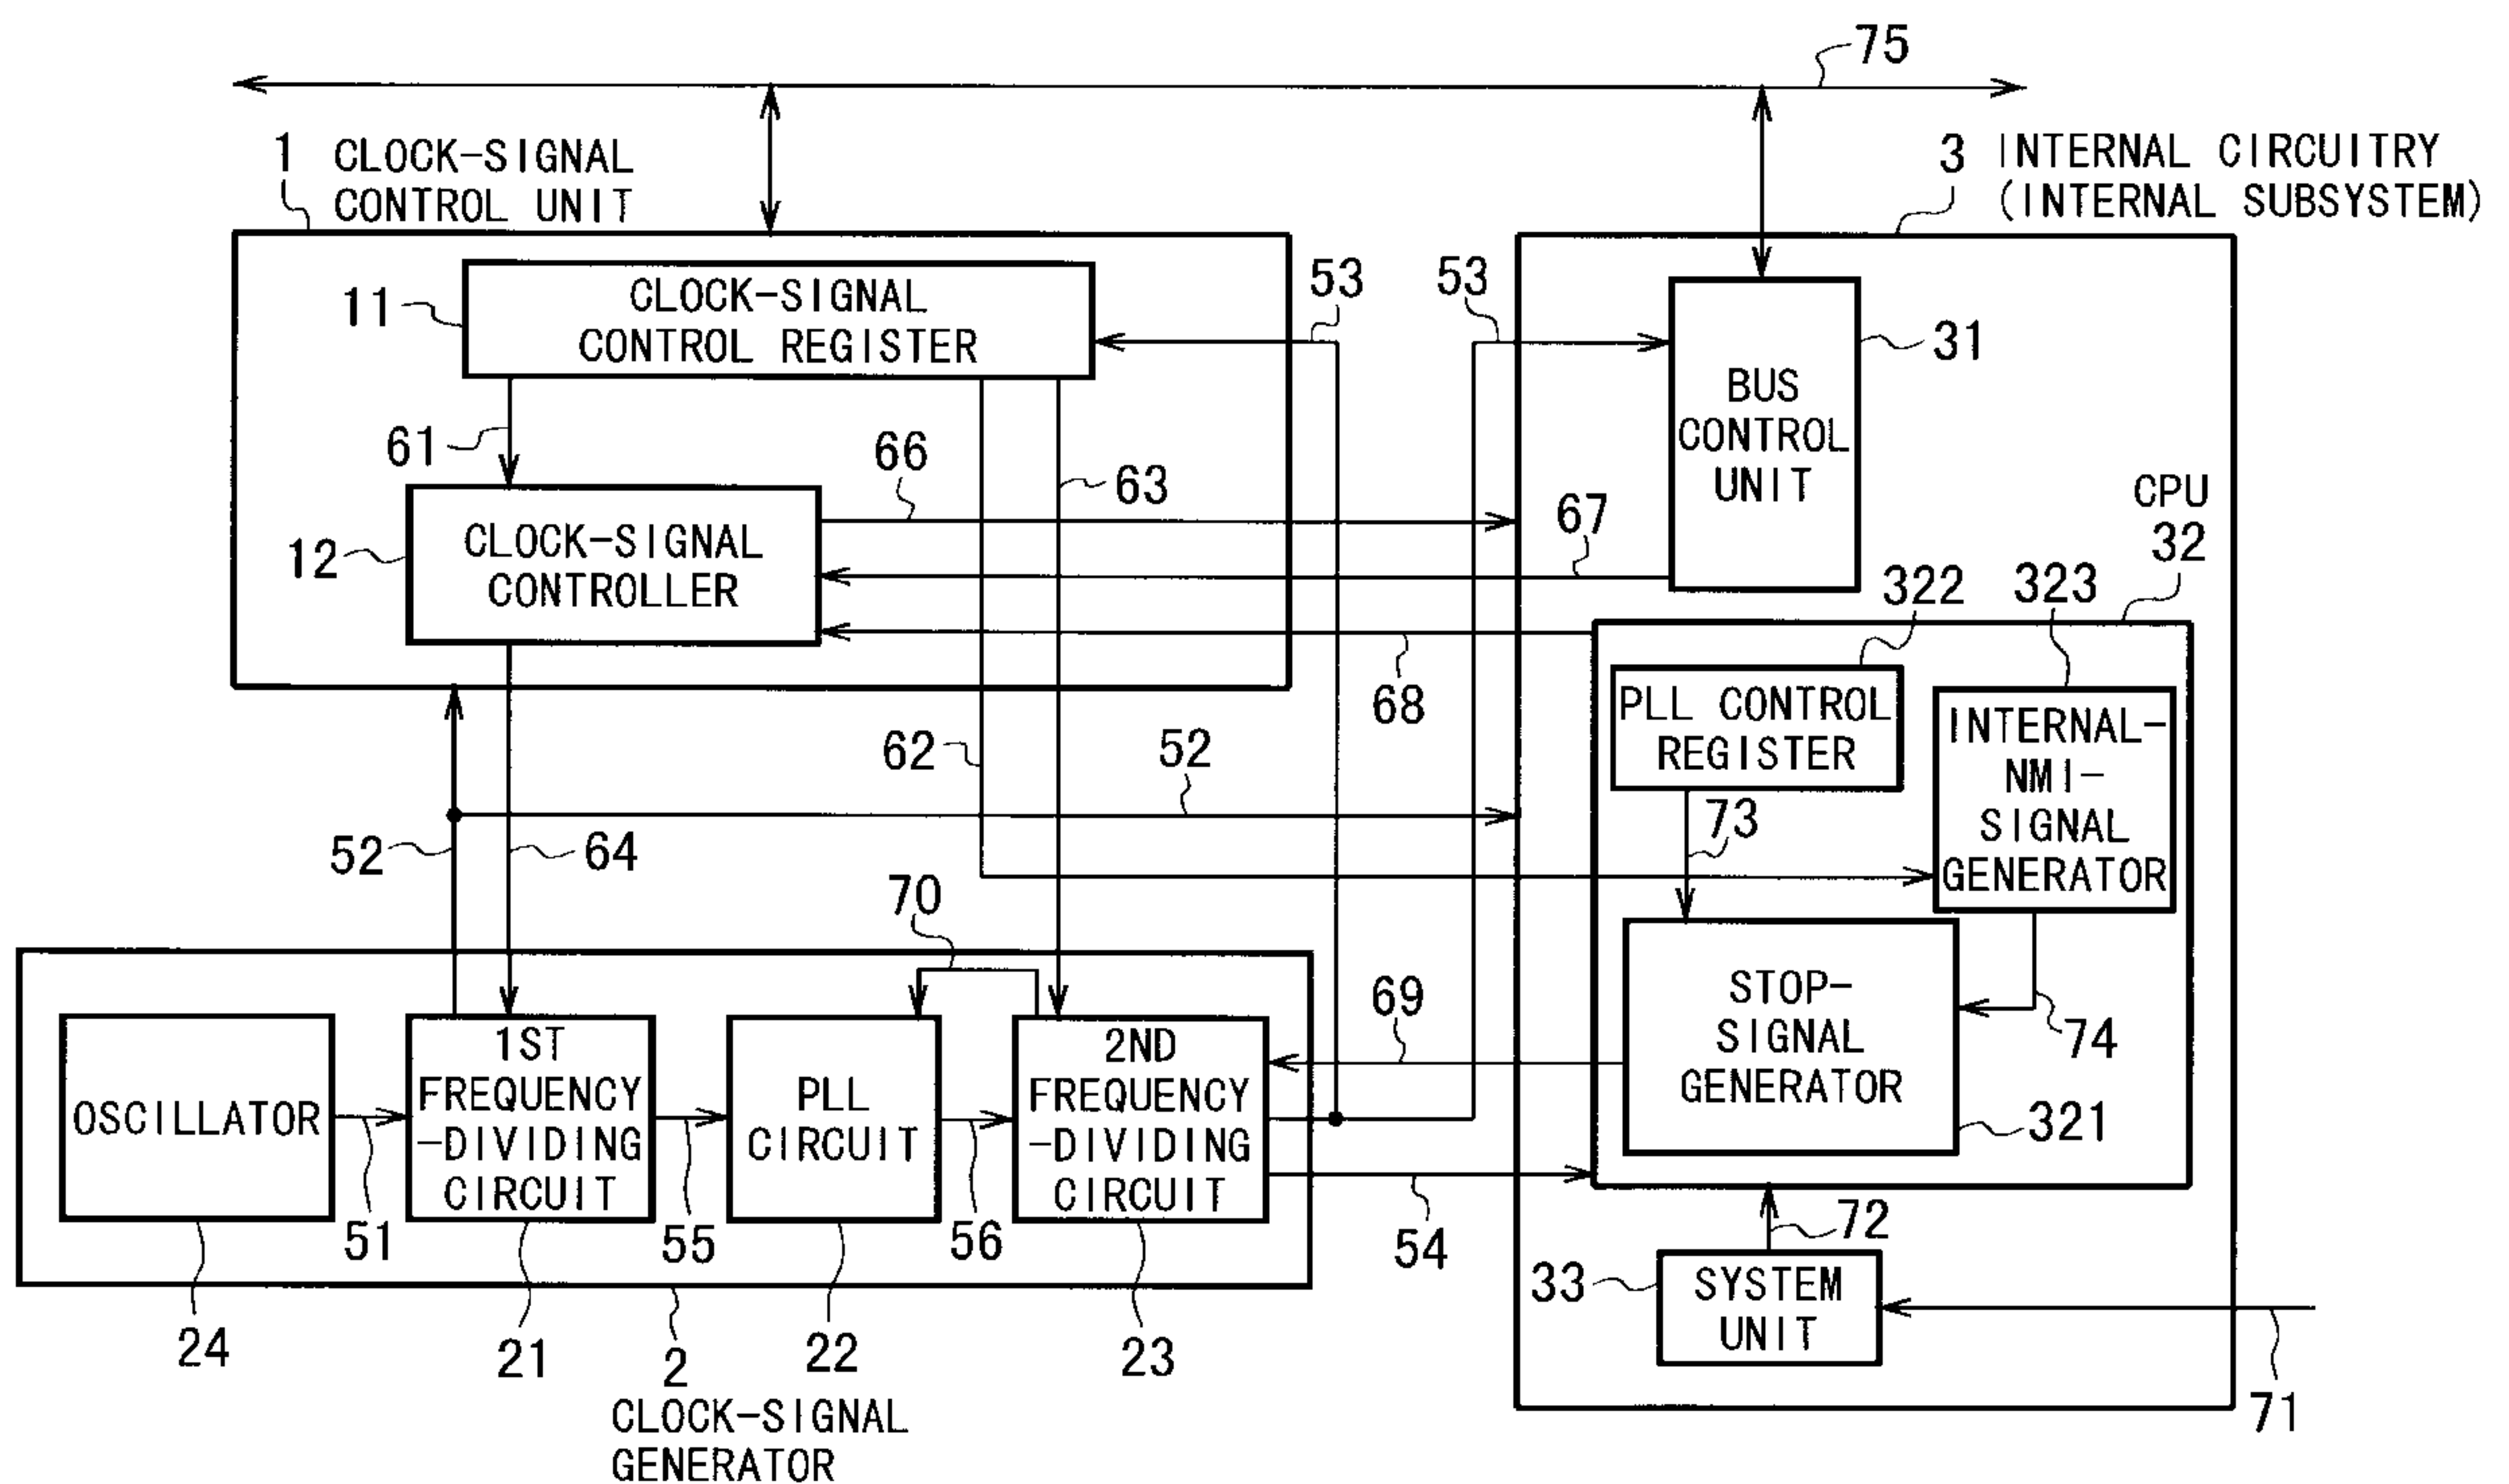 75
1 CLOCK-SIGNAL
CONTROL UNIT
3 INTERNAL CIRCUITRY
(INTERNAL SUBSYSTEM)
11
CLOCK-SIGNAL
CONTROL REGISTER
53
53
31
BUS
CONTROL
UNIT
61
66
63
67
CPU
32
12
CLOCK-SIGNAL
CONTROLLER
322
323
68
PLL CONTROL
REGISTER
INTERNAL-
NMI-
SIGNAL
GENERATOR
62
52
73
52
64
70
69
STOP-
SIGNAL
GENERATOR
74
321
OSCILLATOR
1ST
FREQUENCY
-DIVIDING
CIRCUIT
PLL
CIRCUIT
2ND
FREQUENCY
-DIVIDING
CIRCUIT
51
55
56
54
72
33
SYSTEM
UNIT
24
21
2
22
23
71
CLOCK-SIGNAL
GENERATOR